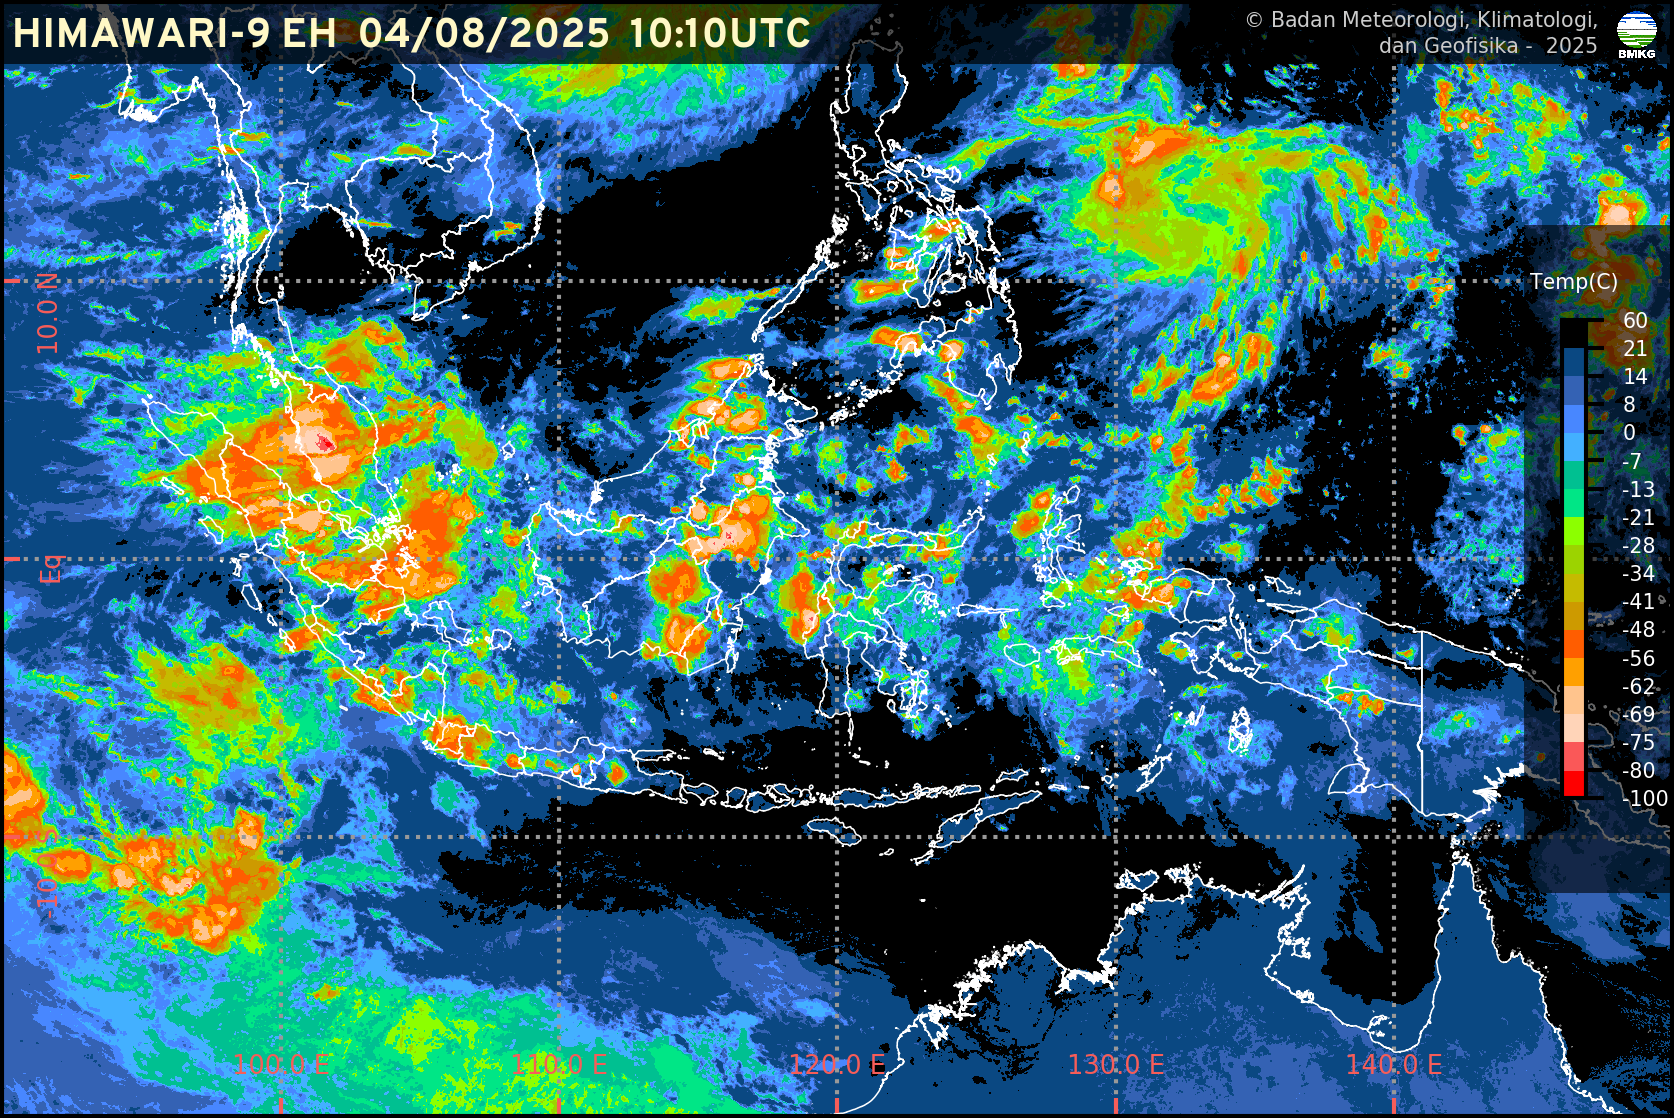 HIMAWARI-9 EH 04/08/2025 10:10UTC
© Badan Meteorologi, Klimatologi,
dan Geofisika - 2025
BMKG
10.0 N
Eq
-10.0 S
Temp(C)
60
21
14
8
0
-7
-13
-21
-28
-34
-41
-48
-56
-62
-69
-75
-80
-100
100.0 E
110.0 E
120.0 E
130.0 E
140.0 E